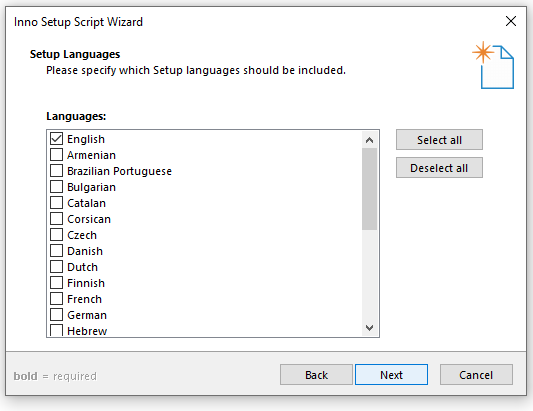 Inno Setup Script Wizard
Setup Languages
Please specify which Setup languages should be included.
Languages:
English
Armenian
Brazilian Portuguese
Bulgarian
Catalan
Corsican
Czech
Danish
Dutch
Finnish
French
German
Hebrew
Select all
Deselect all
bold = required
Back
Next
Cancel